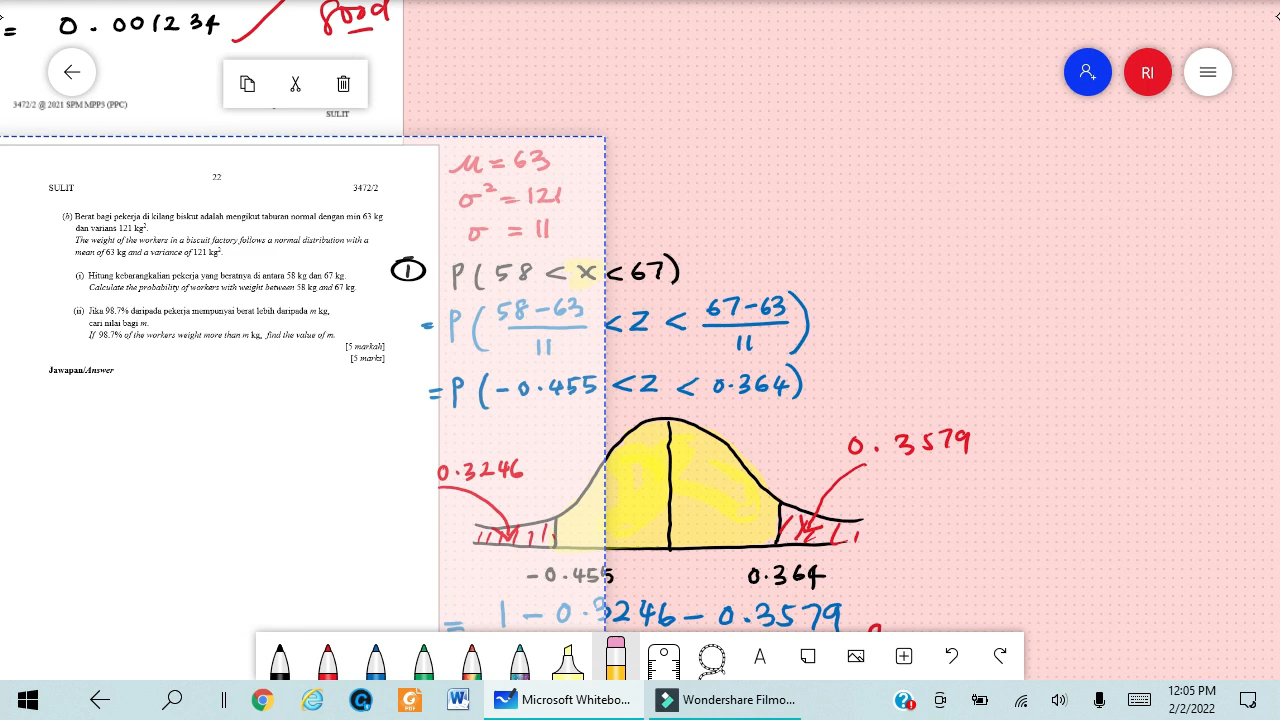 = 0.001234
good
RI
3472/2 @ 2021 SPM MPP3 (PPC)
SULIT
22
SULIT 3472/2
(b) Berat bagi pekerja di kilang biskut adalah mengikut taburan normal dengan min 63 kg
dan varians 121 kg².
The weight of the workers in a biscuit factory follows a normal distribution with a
mean of 63 kg and a variance of 121 kg².
(i) Hitung kebarangkalian pekerja yang beratnya di antara 58 kg dan 67 kg.
Calculate the probability of workers with weight between 58 kg and 67 kg.
(ii) Jika 98.7% daripada pekerja mempunyai berat lebih daripada m kg,
cari nilai bagi m.
If 98.7% of the workers weight more than m kg, find the value of m.
[5 markah]
[5 marks]
Jawapan/Answer
μ = 63
σ² = 121
σ = 11
① P(58 < x < 67)
= P(58-63/11 < Z < 67-63/11)
= P(-0.455 < Z < 0.364)
0.3246
0.3579
-0.455
0.364
= 1 - 0.3246 - 0.3579
A
Microsoft Whitebo...
Wondershare Filmo...
12:05 PM
2/2/2022